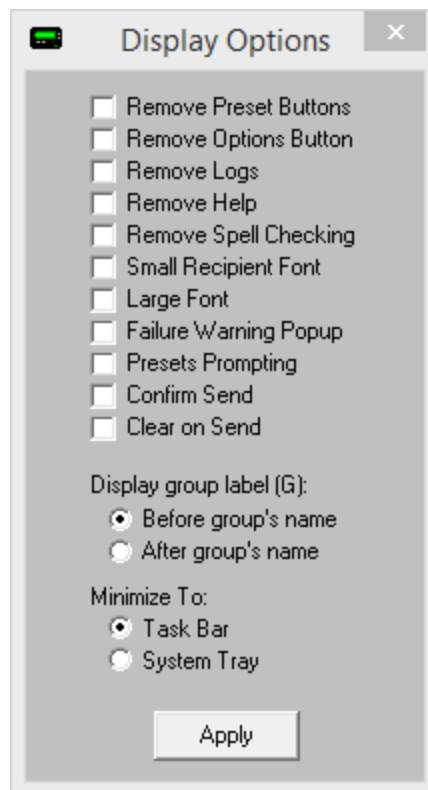 Display Options
Remove Preset Buttons
Remove Options Button
Remove Logs
Remove Help
Remove Spell Checking
Small Recipient Font
Large Font
Failure Warning Popup
Presets Prompting
Confirm Send
Clear on Send
Display group label (G):
Before group's name
After group's name
Minimize To:
Task Bar
System Tray
Apply